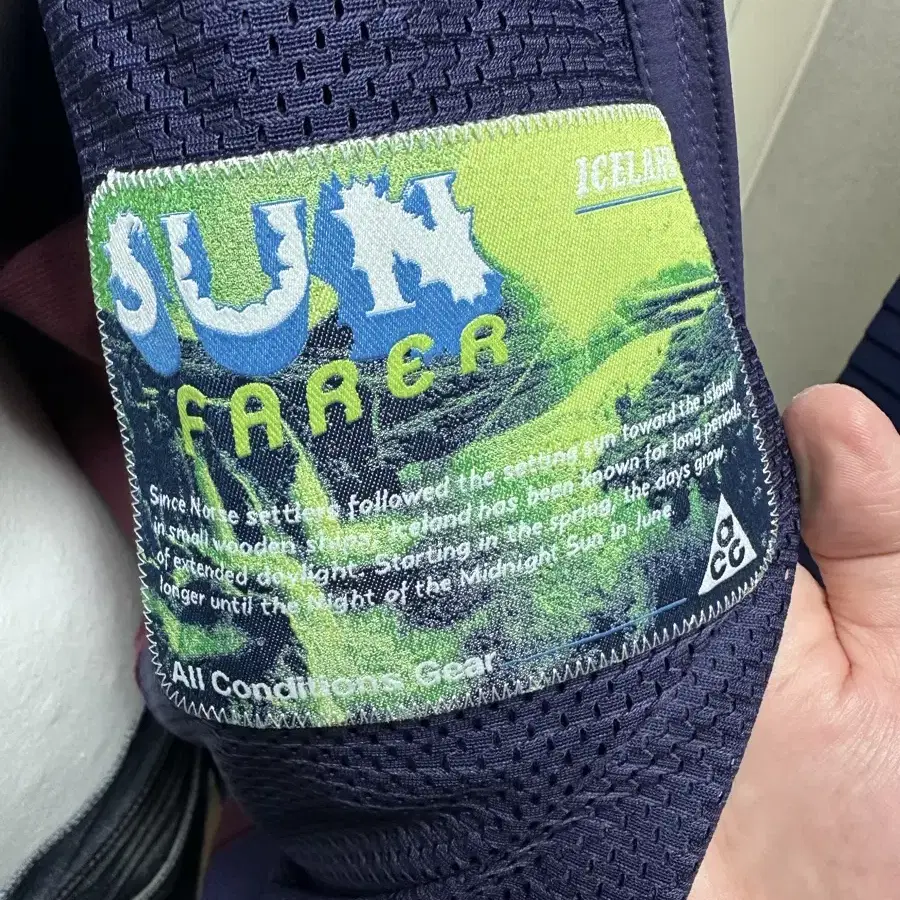 ICELAND
SUN
FARER
Since Norse settlers followed the setting sun toward the island
in small wooden ships, Iceland has been known for long periods
of extended daylight. Starting in the spring, the days grow
longer until the Night of the Midnight Sun in June
acc
All Conditions Gear